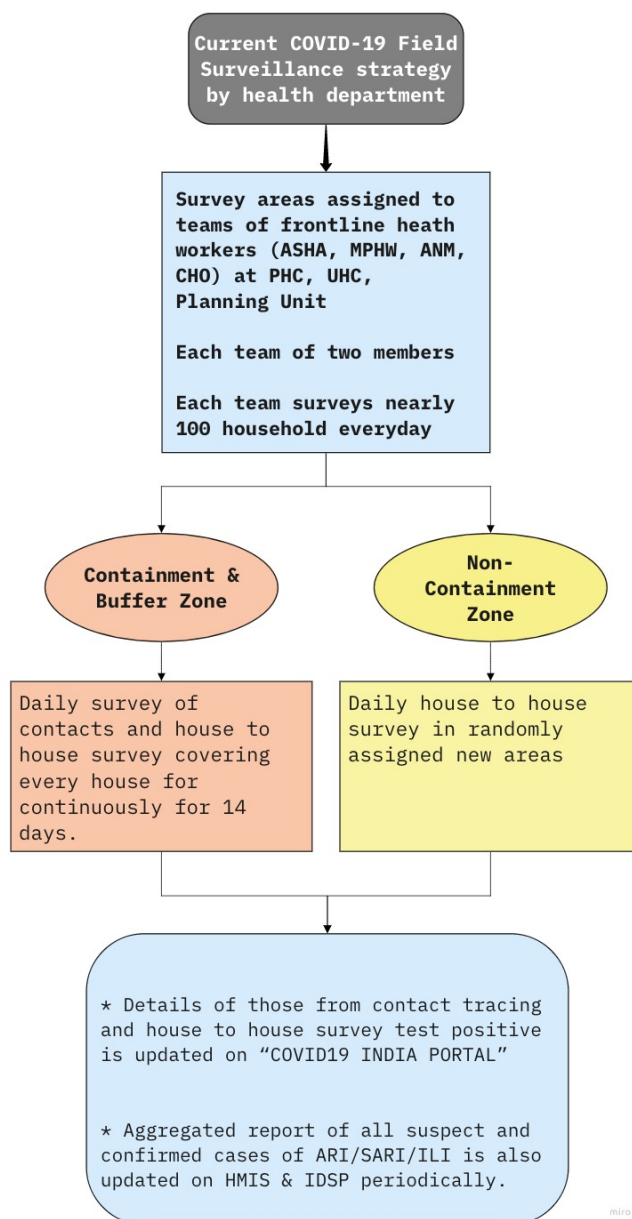 Current COVID-19 Field
Surveillance strategy
by health department
Survey areas assigned to
teams of frontline heath
workers (ASHA, MPHW, ANM,
CHO) at PHC, UHC,
Planning Unit
Each team of two members
Each team surveys nearly
100 household everyday
Containment &
Buffer Zone
Non-
Containment
Zone
Daily survey of
contacts and house to
house survey covering
every house for
continuously for 14
days.
Daily house to house
survey in randomly
assigned new areas
* Details of those from contact tracing
and house to house survey test positive
is updated on “COVID19 INDIA PORTAL”
* Aggregated report of all suspect and
confirmed cases of ARI/SARI/ILI is also
updated on HMIS & IDSP periodically.
miro